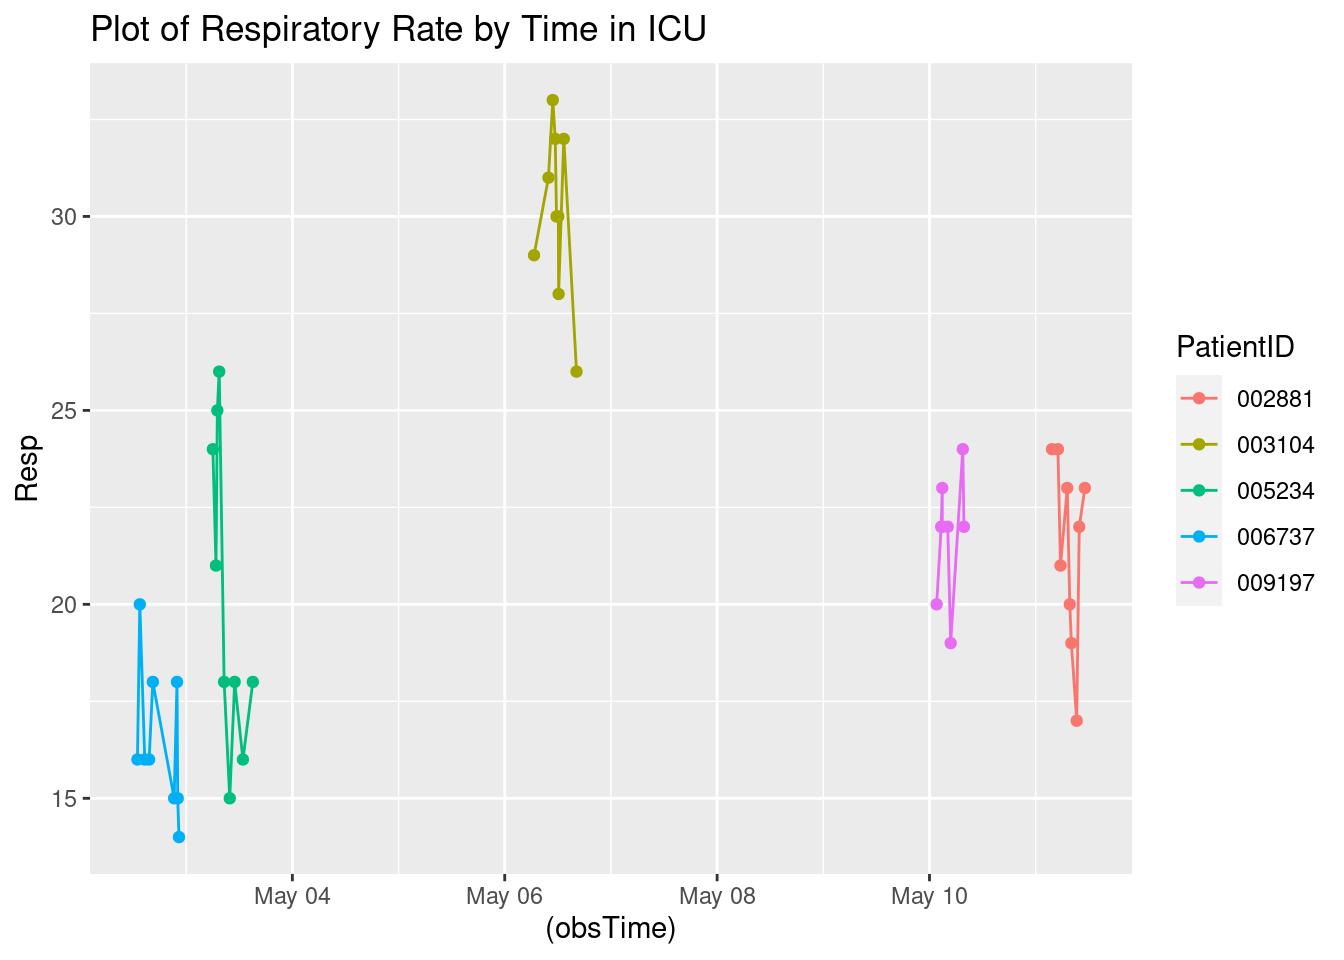 Plot of Respiratory Rate by Time in ICU
Resp
30
25
20
15
May 04
May 06
May 08
May 10
(obsTime)
PatientID
002881
003104
005234
006737
009197